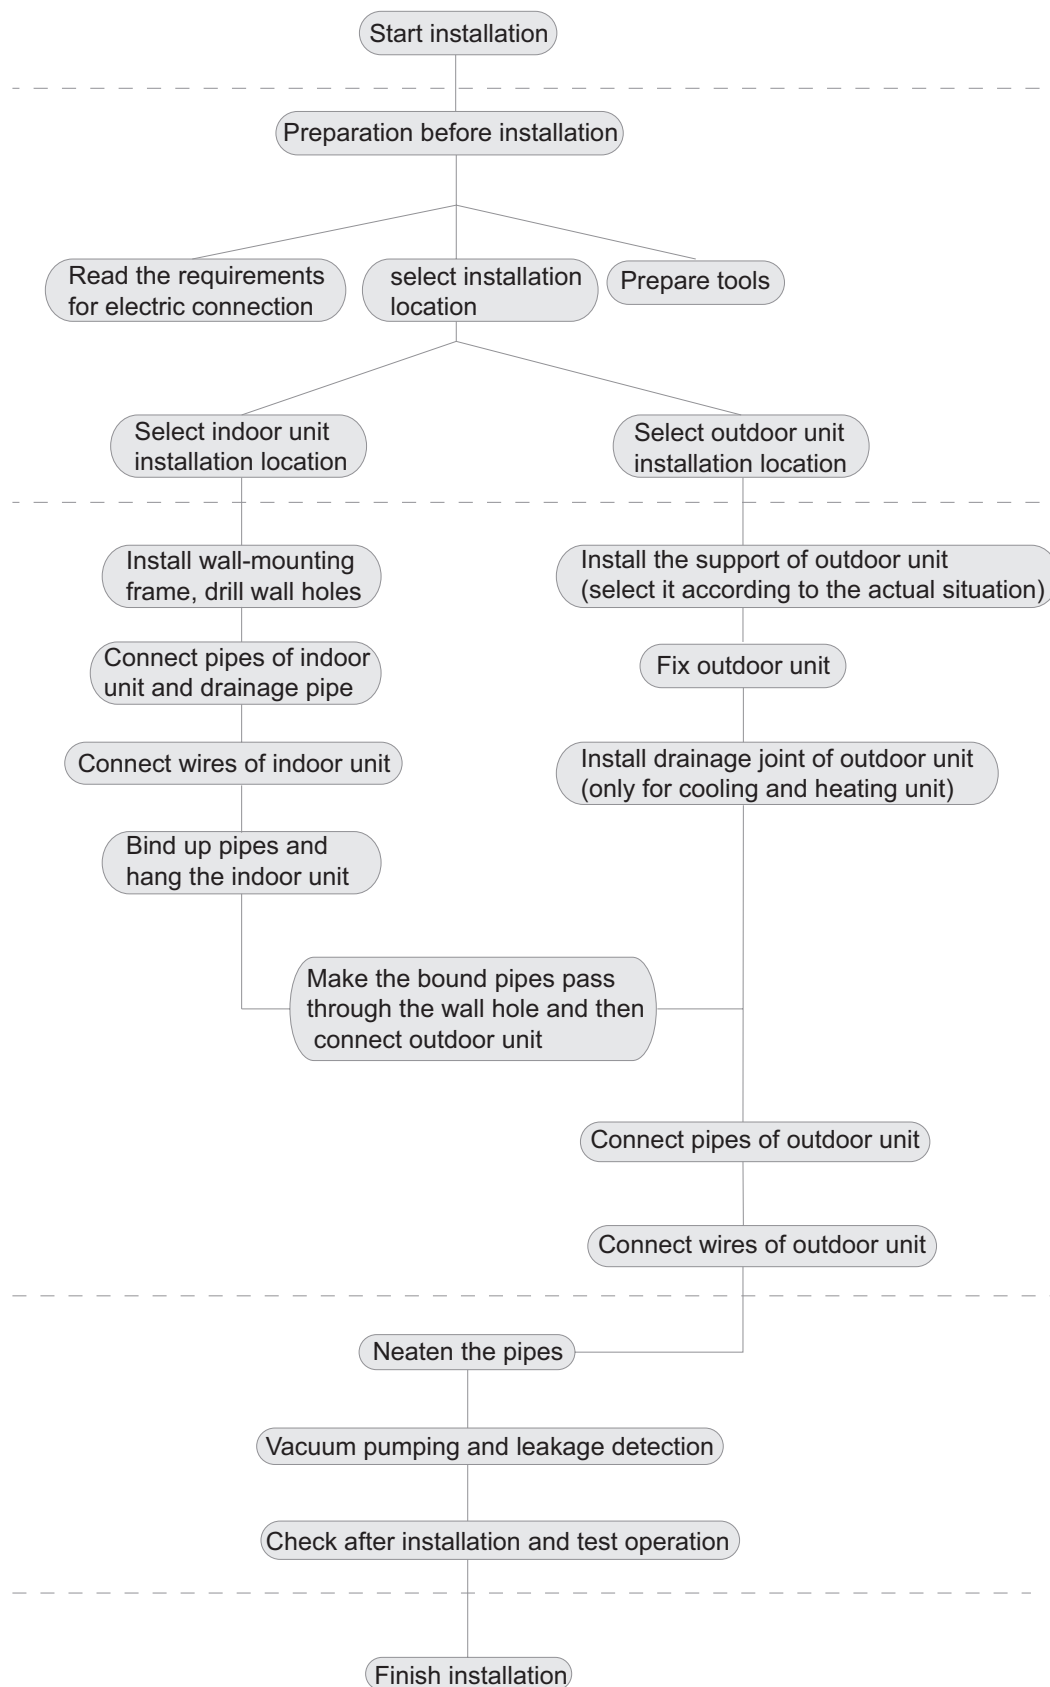 Start installation
Preparation before installation
Read the requirements
for electric connection
select installation
location
Prepare tools
Select indoor unit
installation location
Select outdoor unit
installation location
Install wall-mounting
frame, drill wall holes
Install the support of outdoor unit
(select it according to the actual situation)
Connect pipes of indoor
unit and drainage pipe
Fix outdoor unit
Connect wires of indoor unit
Install drainage joint of outdoor unit
(only for cooling and heating unit)
Bind up pipes and
hang the indoor unit
Make the bound pipes pass
through the wall hole and then
connect outdoor unit
Connect pipes of outdoor unit
Connect wires of outdoor unit
Neaten the pipes
Vacuum pumping and leakage detection
Check after installation and test operation
Finish installation